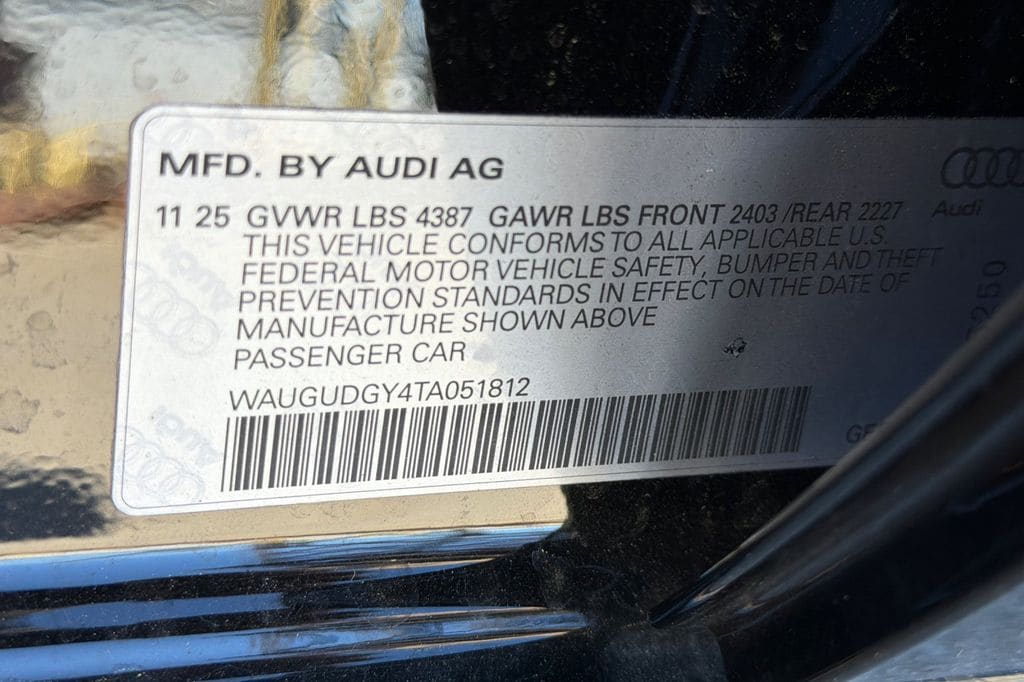 MFD. BY AUDI AG
11 25 GVWR LBS 4387 GAWR LBS FRONT 2403 /REAR 2227
Audi
THIS VEHICLE CONFORMS TO ALL APPLICABLE U.S.
FEDERAL MOTOR VEHICLE SAFETY, BUMPER AND THEFT
PREVENTION STANDARDS IN EFFECT ON THE DATE OF
MANUFACTURE SHOWN ABOVE
PASSENGER CAR
WAUGUDGY4TA051812